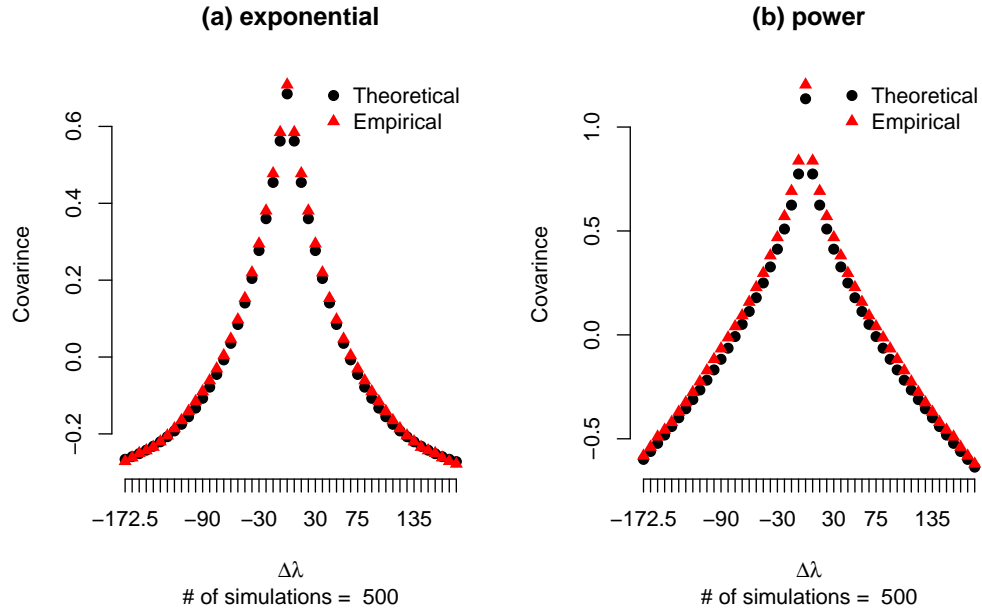 (a) exponential
Theoretical
Empirical
Covarince
0.6
0.4
0.2
0.0
−0.2
−172.5 −90 −30 30 75 135
Δλ
# of simulations = 500
(b) power
Theoretical
Empirical
Covarince
1.0
0.5
0.0
−0.5
−172.5 −90 −30 30 75 135
Δλ
# of simulations = 500